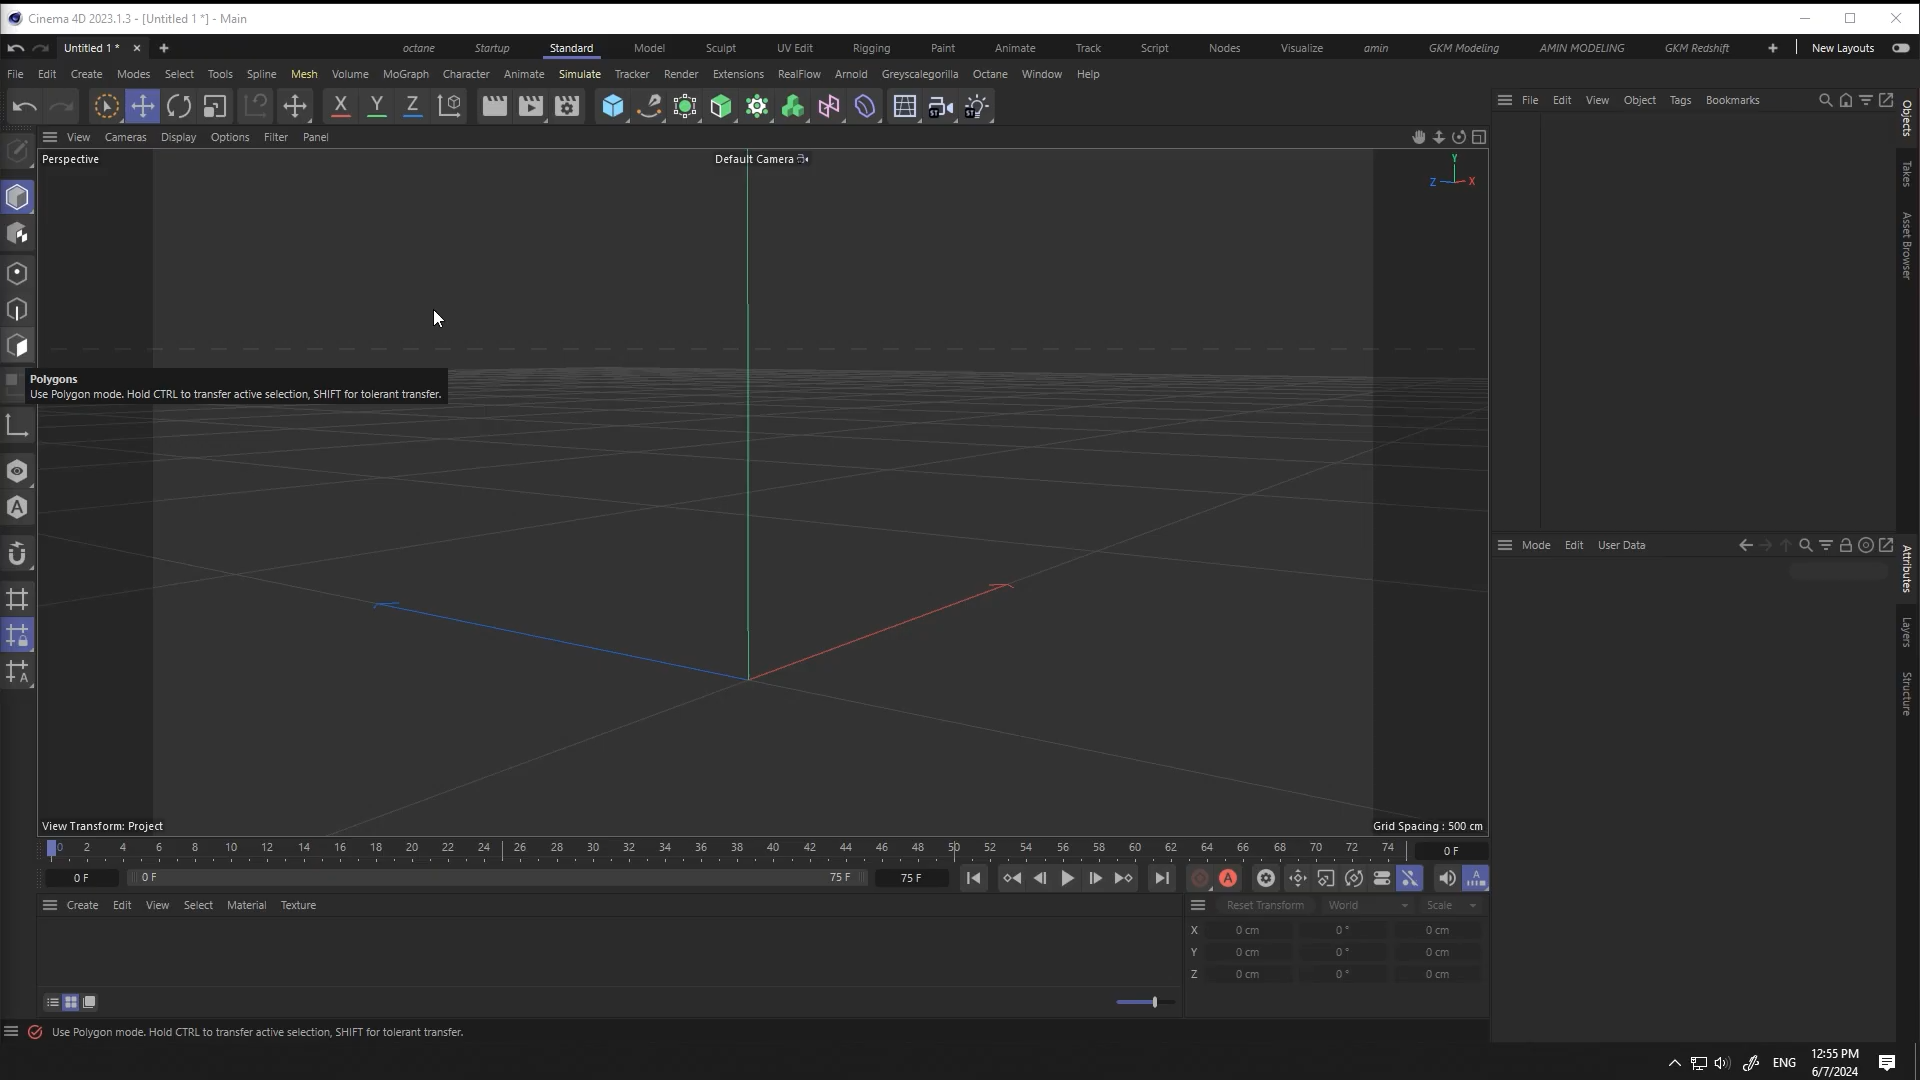 Cinema 4D 2023.1.3 - [Untitled 1 *] - Main
Untitled 1 *
octane Startup Standard Model Sculpt UV Edit Rigging Paint Animate Track Script Nodes Visualize amin GKM Modeling AMIN MODELING GKM Redshift New Layouts
File Edit Create Modes Select Tools Spline Mesh Volume MoGraph Character Animate Simulate Tracker Render Extensions RealFlow Arnold Greyscalegorilla Octane Window Help
X Y Z
File Edit View Object Tags Bookmarks
Objects
Takes
Asset Browser
View Cameras Display Options Filter Panel
Perspective
Default Camera
Y
Z X
Polygons
Use Polygon mode. Hold CTRL to transfer active selection, SHIFT for tolerant transfer.
Mode Edit User Data
Attributes
Layers
Structure
View Transform: Project
Grid Spacing : 500 cm
0 2 4 6 8 10 12 14 16 18 20 22 24 26 28 30 32 34 36 38 40 42 44 46 48 50 52 54 56 58 60 62 64 66 68 70 72 74
0 F
0 F 0 F 75 F 75 F
Create Edit View Select Material Texture
Reset Transform World Scale
X 0 cm 0 ° 0 cm
Y 0 cm 0 ° 0 cm
Z 0 cm 0 ° 0 cm
Use Polygon mode. Hold CTRL to transfer active selection, SHIFT for tolerant transfer.
ENG
12:55 PM
6/7/2024